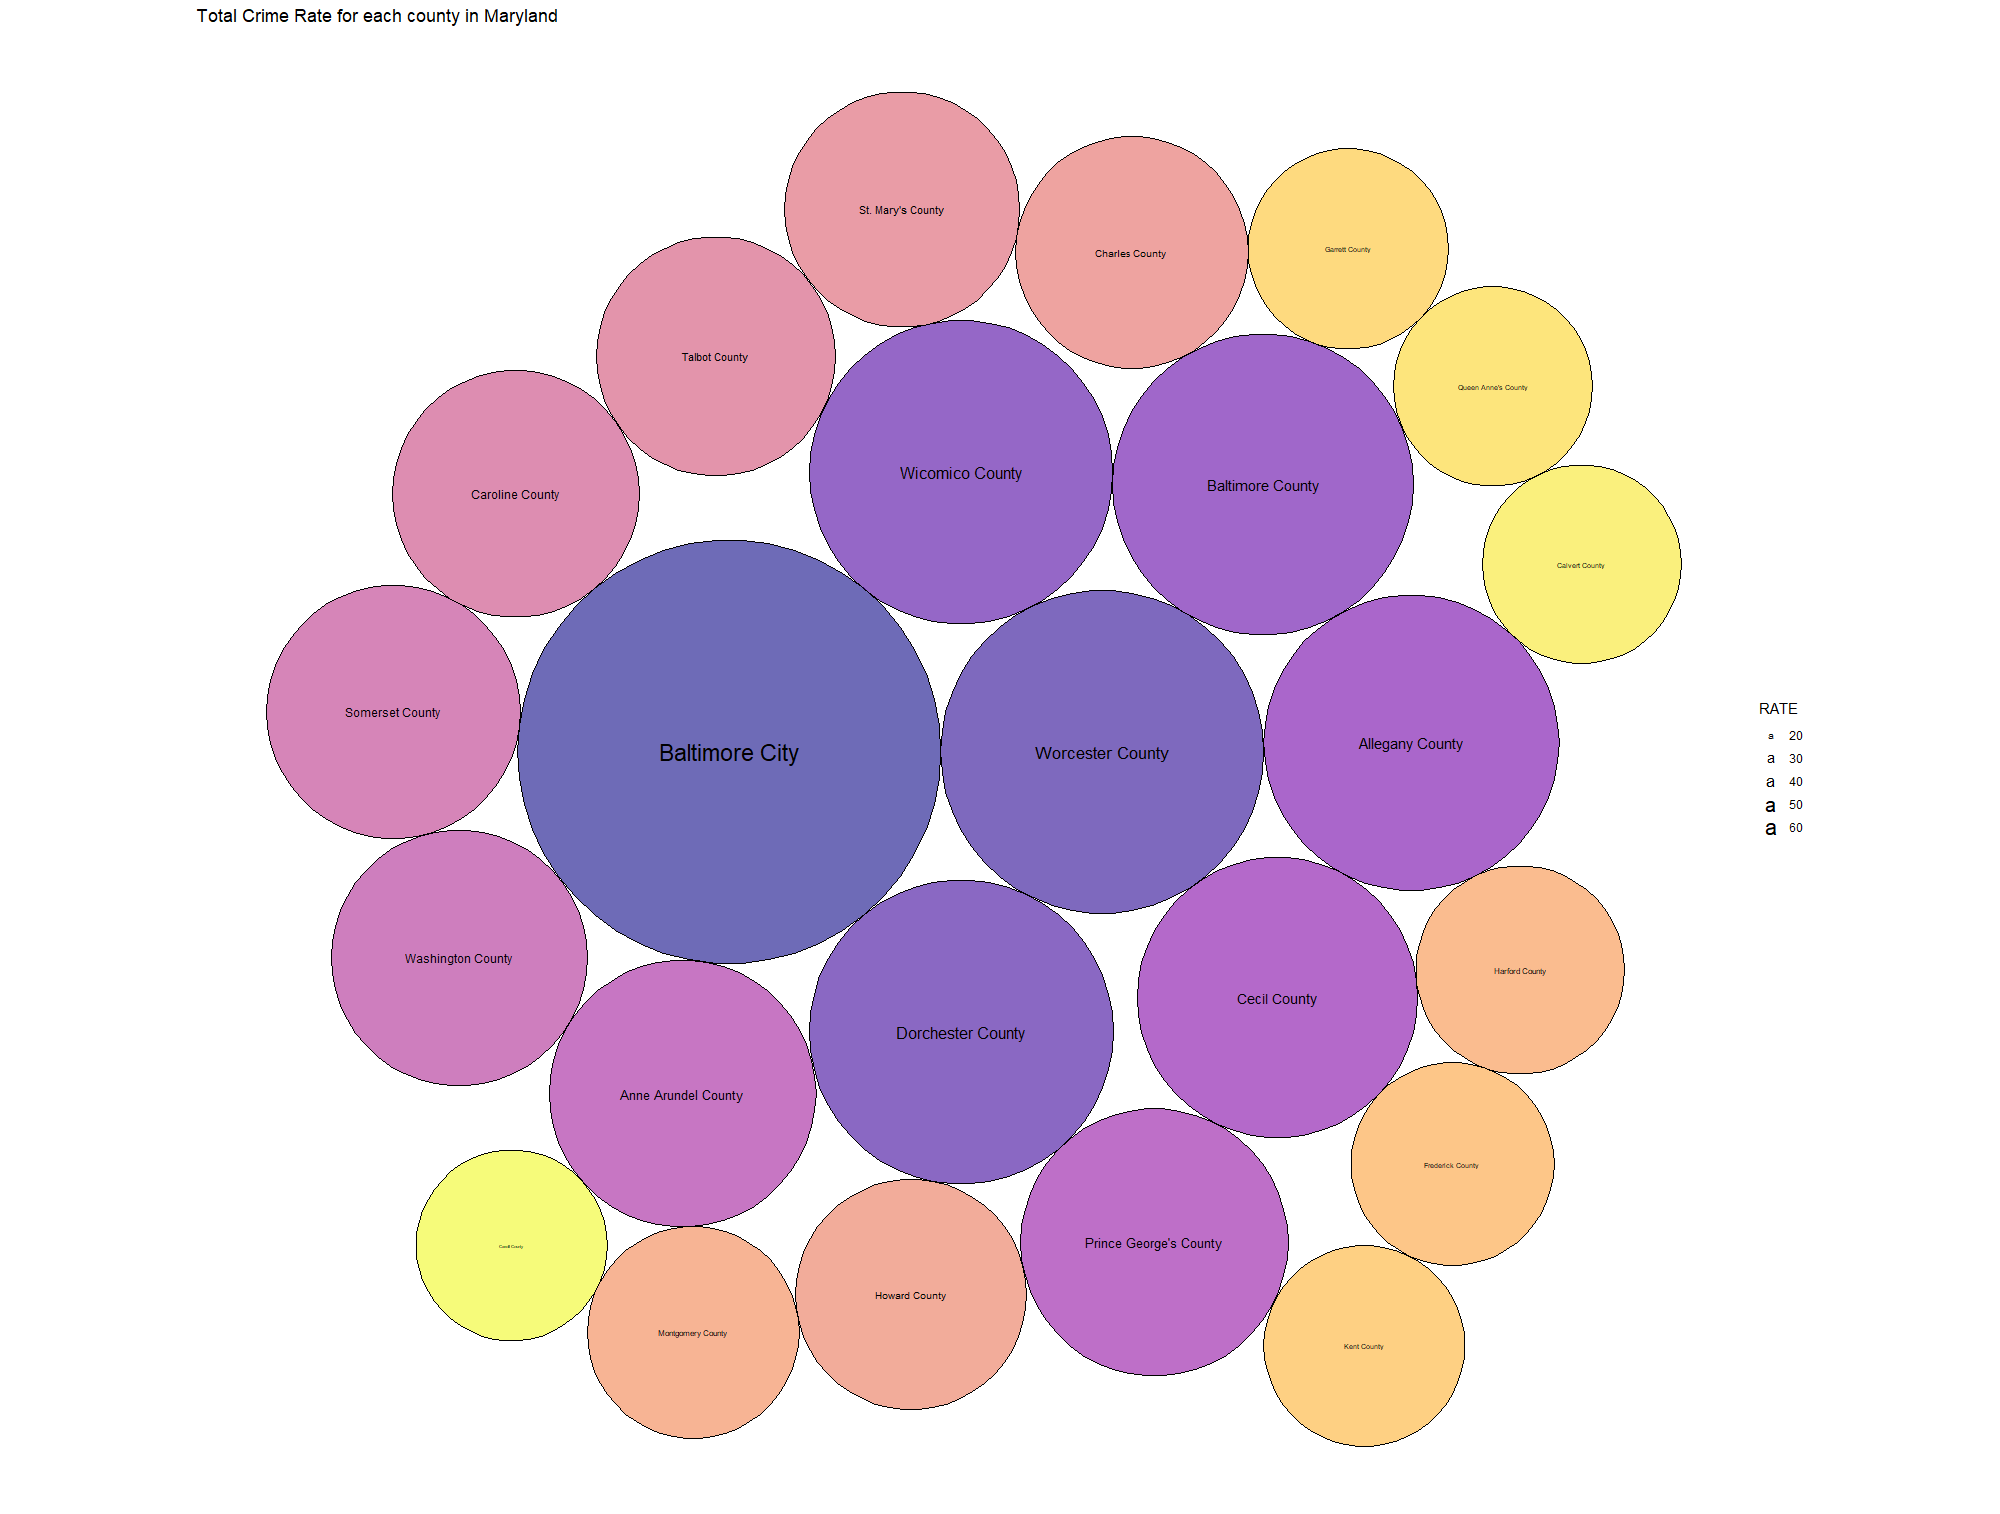 Total Crime Rate for each county in Maryland
St. Mary's County
Charles County
Garrett County
Talbot County
Queen Anne's County
Wicomico County
Baltimore County
Caroline County
Calvert County
Somerset County
Baltimore City
Worcester County
Allegany County
RATE
a 20
a 30
a 40
a 50
a 60
Washington County
Harford County
Cecil County
Dorchester County
Anne Arundel County
Frederick County
Prince George's County
Carroll County
Howard County
Montgomery County
Kent County